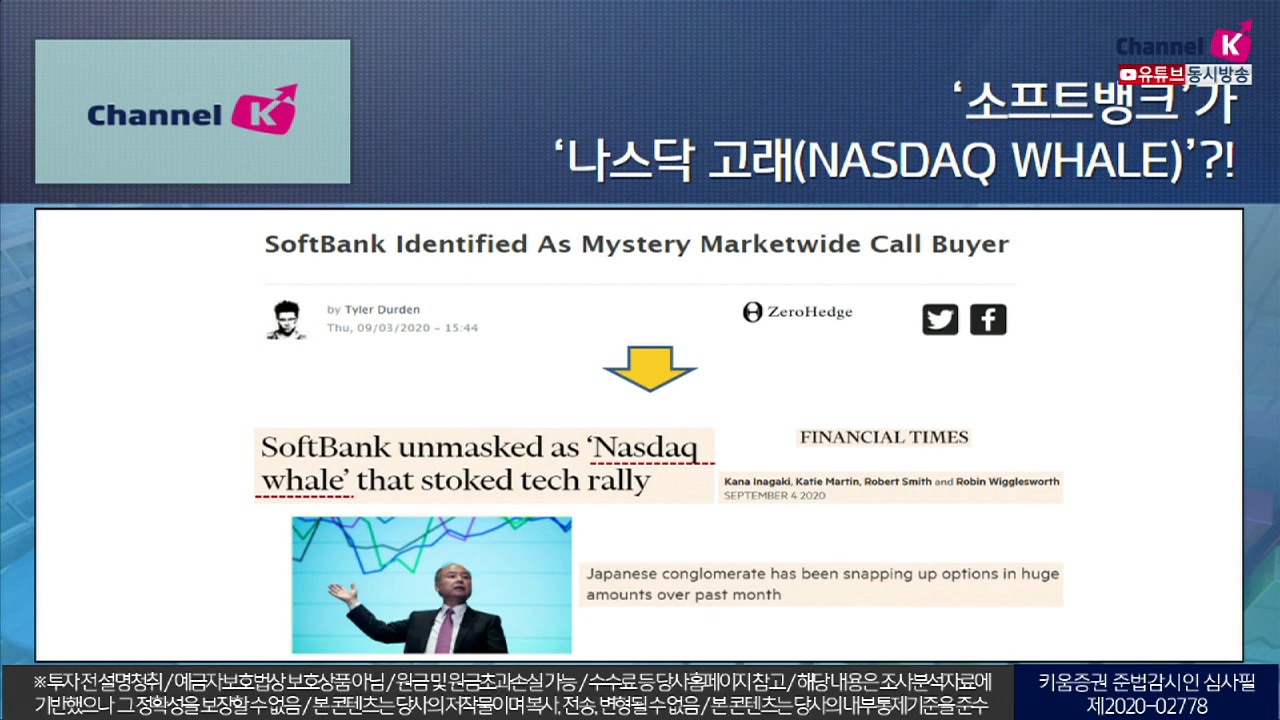 Channel K
유튜브 동시방송
Channel K
‘소프트뱅크’가
‘나스닥 고래(NASDAQ WHALE)’?!
SoftBank Identified As Mystery Marketwide Call Buyer
by Tyler Durden
Thu, 09/03/2020 - 15:44
ZeroHedge
SoftBank unmasked as ‘Nasdaq
whale’ that stoked tech rally
FINANCIAL TIMES
Kana Inagaki, Katie Martin, Robert Smith and Robin Wigglesworth
SEPTEMBER 4 2020
Japanese conglomerate has been snapping up options in huge
amounts over past month
※ 투자 전 설명청취 / 예금자보호법상 보호상품 아님 / 원금 및 원금초과손실 가능 / 수수료 등 당사홈페이지 참고 / 해당 내용은 조사분석자료에
기반했으나 그 정확성을 보장할 수 없음 / 본 콘텐츠는 당사의 저작물이며 복사, 전송, 변형될 수 없음 / 본 콘텐츠는 당사의 내부통제기준을 준수
키움증권 준법감시인 심사필
제2020-02778